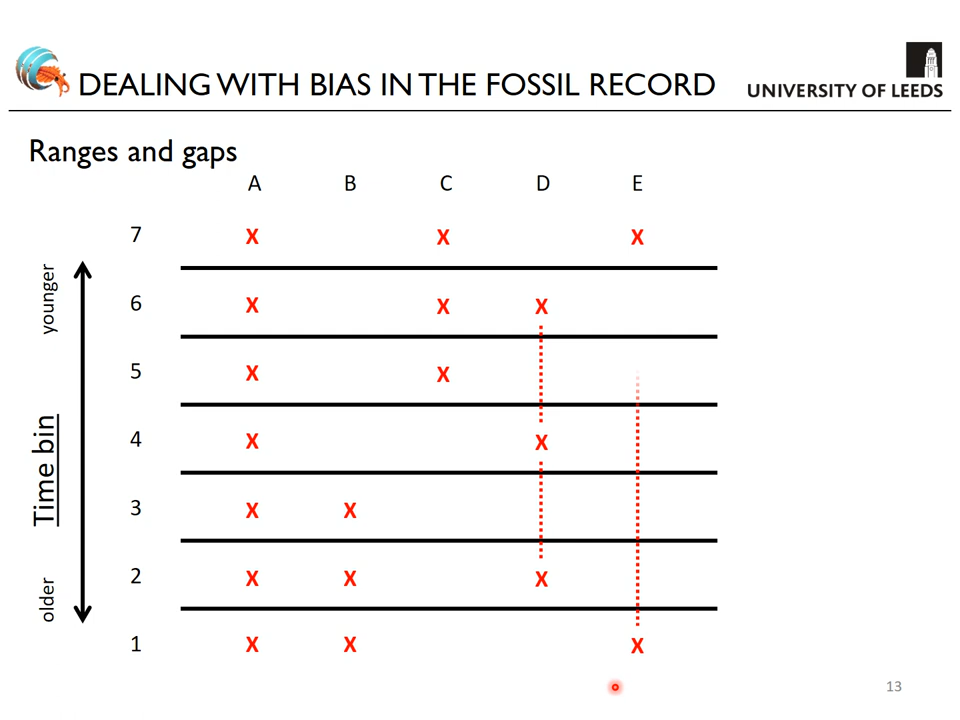 DEALING WITH BIAS IN THE FOSSIL RECORD
UNIVERSITY OF LEEDS
Ranges and gaps
A B C D E
7 X X X
6 X X X
5 X X
4 X X
3 X X
2 X X X
1 X X X
younger
Time bin
older
13